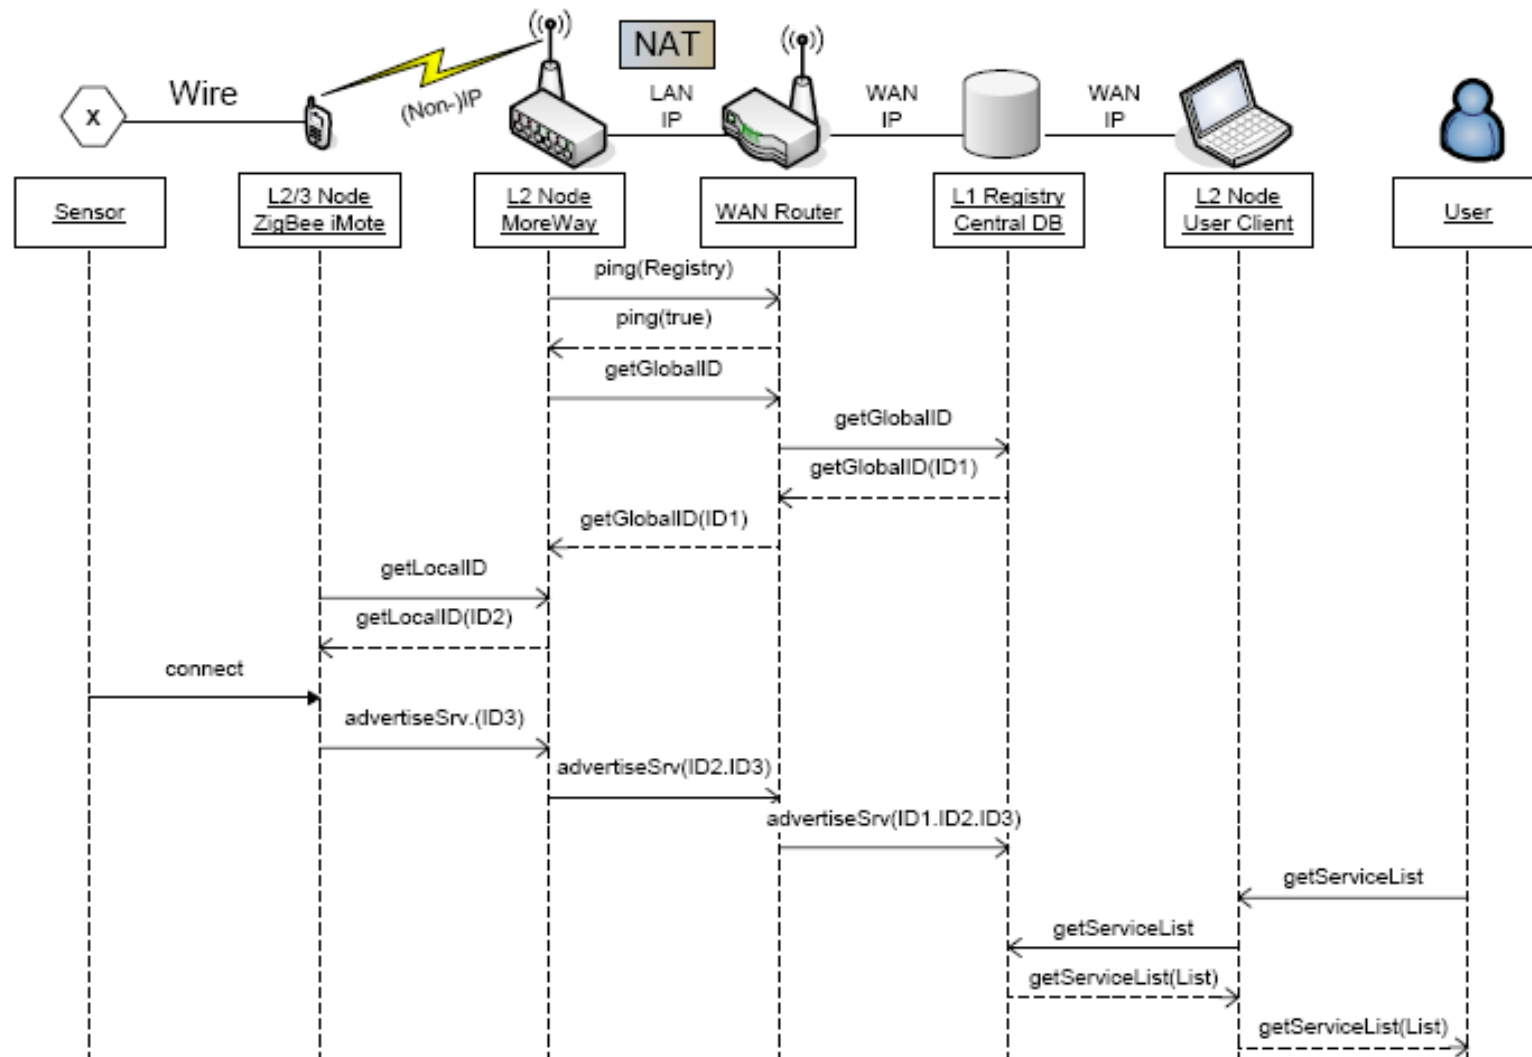 NAT
Wire
(Non-)IP
LAN
IP
WAN
IP
WAN
IP
X
Sensor
L2/3 Node
ZigBee iMote
L2 Node
MoreWay
WAN Router
L1 Registry
Central DB
L2 Node
User Client
User
ping(Registry)
ping(true)
getGlobalID
getGlobalID
getGlobalID(ID1)
getGlobalID(ID1)
getLocalID
getLocalID(ID2)
connect
advertiseSrv.(ID3)
advertiseSrv(ID2.ID3)
advertiseSrv(ID1.ID2.ID3)
getServiceList
getServiceList
getServiceList(List)
getServiceList(List)